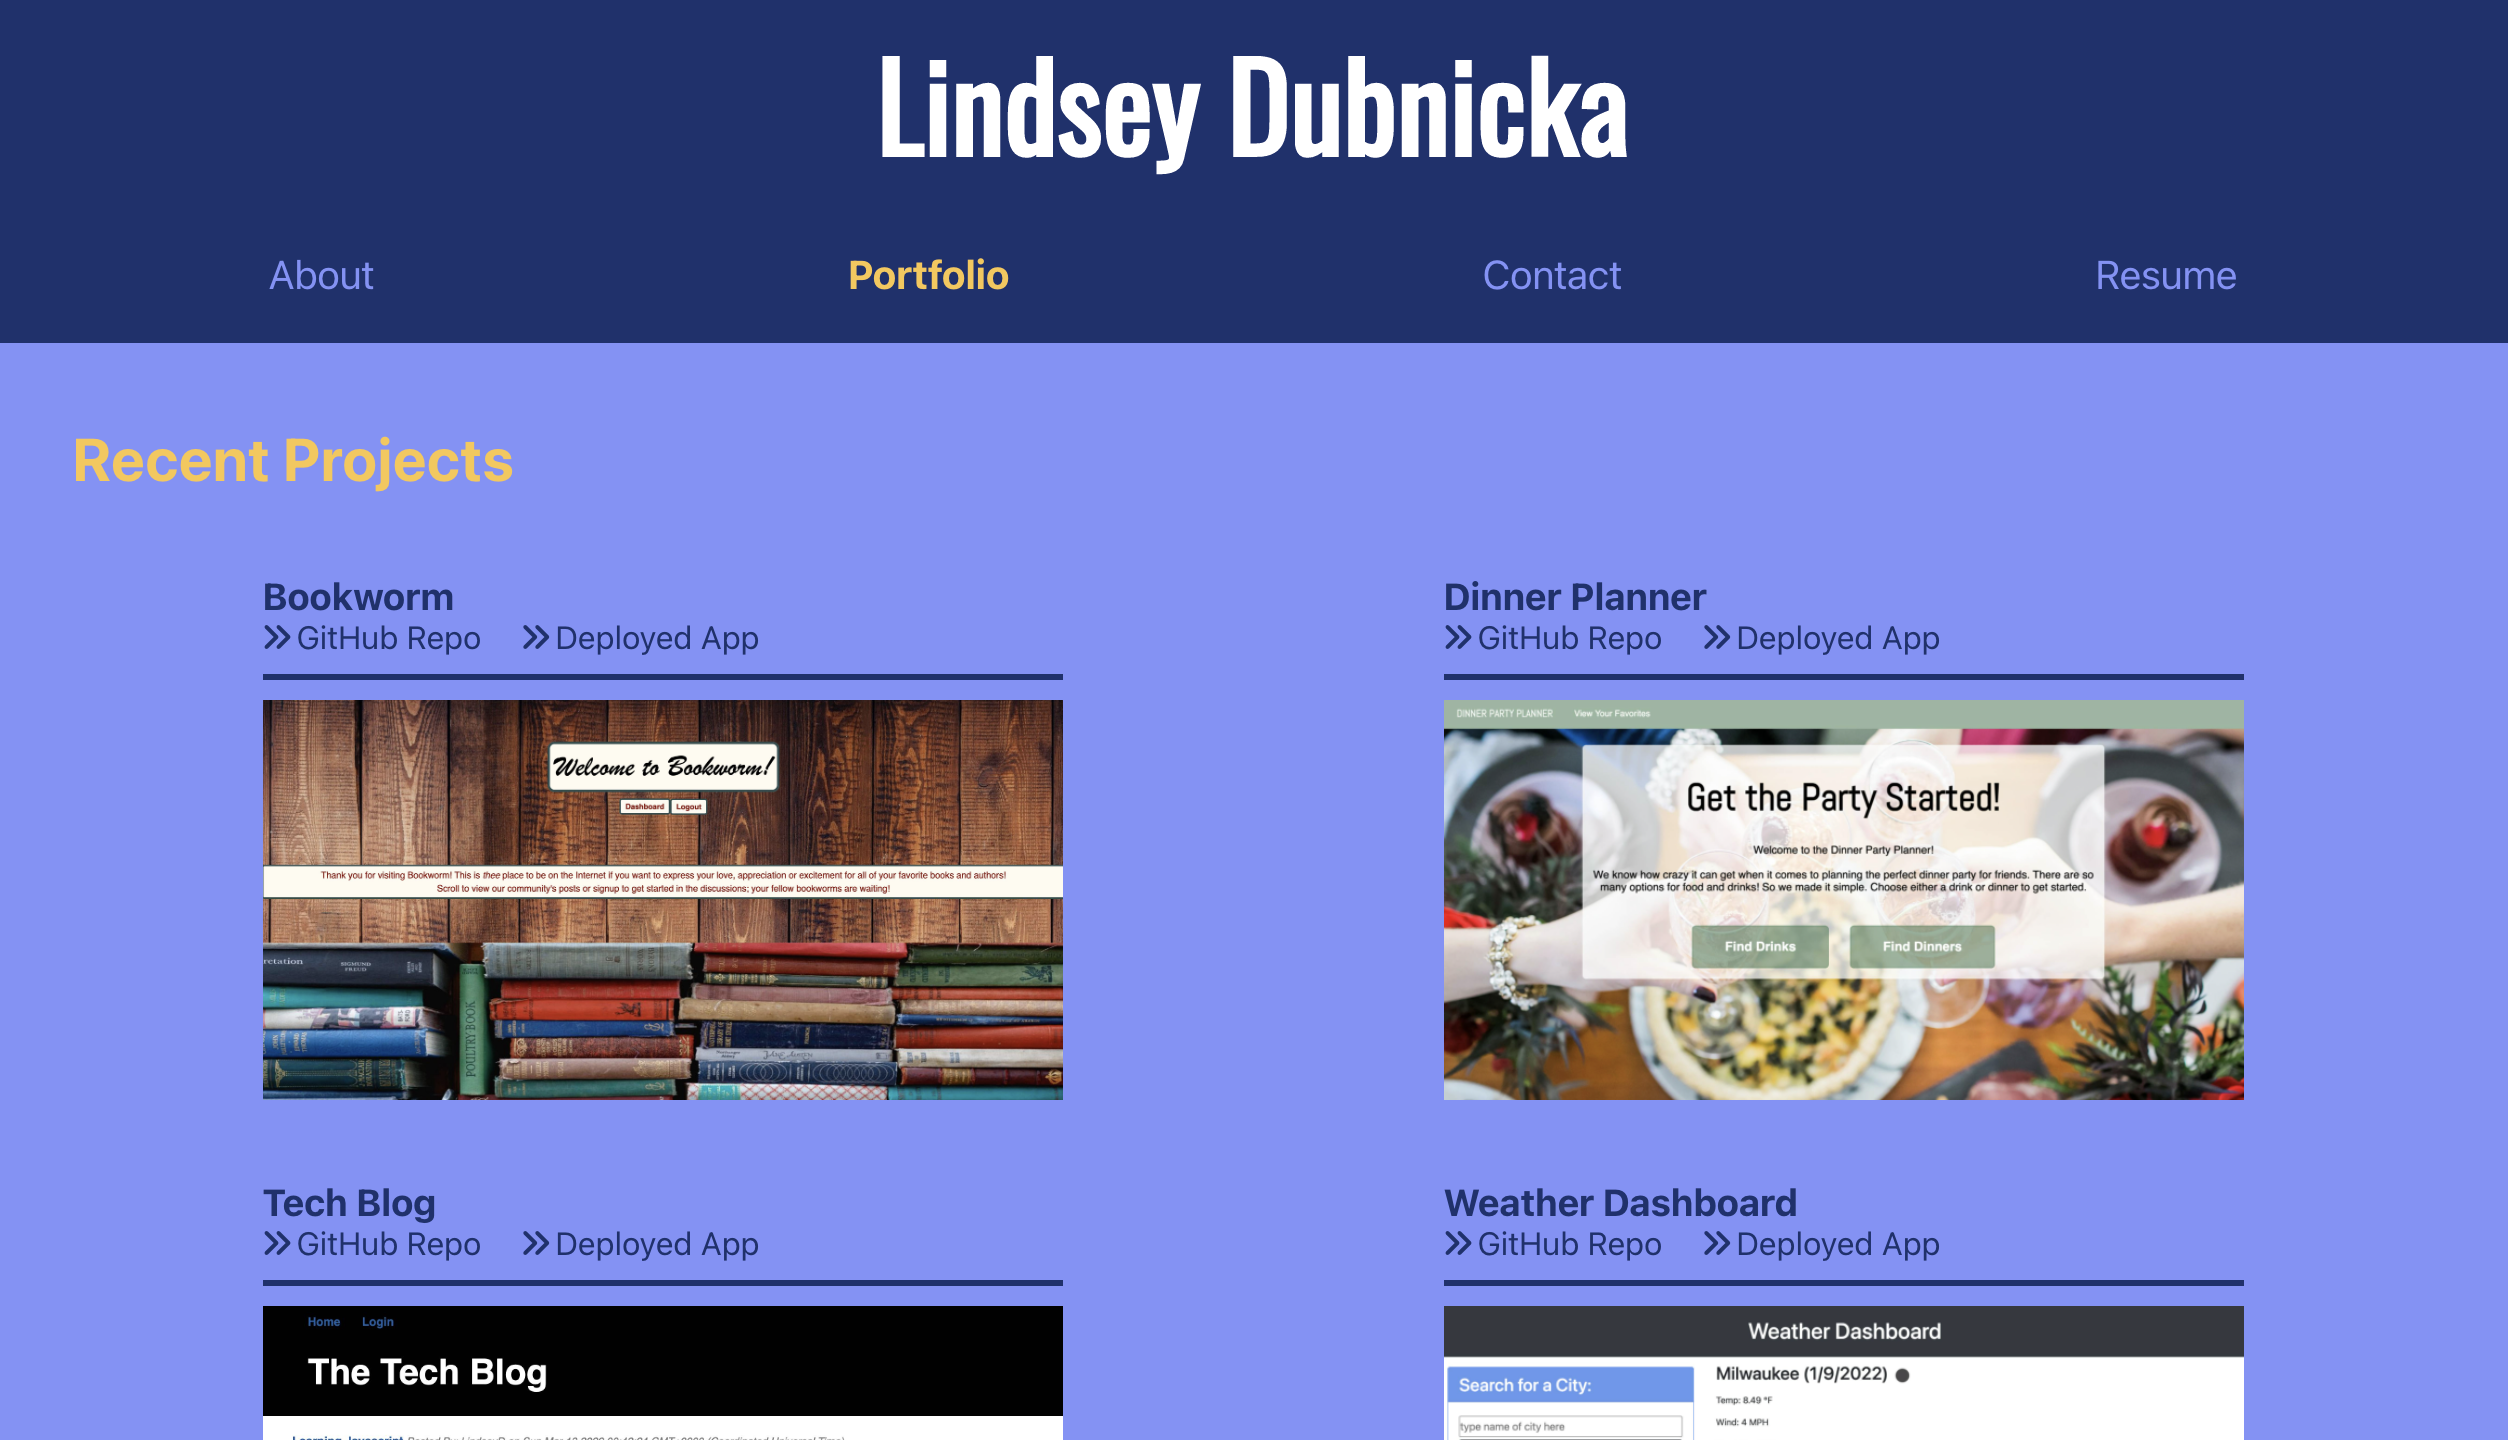 Lindsey Dubnicka
About
Portfolio
Contact
Resume
Recent Projects
Bookworm
GitHub Repo
Deployed App
Welcome to Bookworm!
Dashboard
Logout
Thank you for visiting Bookworm! This is thee place to be on the Internet if you want to express your love, appreciation or excitement for all of your favorite books and authors!
Scroll to view our community's posts or signup to get started in the discussions; your fellow bookworms are waiting!
SIGMUND
FREUD
POULTRY BOOK
Dinner Planner
GitHub Repo
Deployed App
DINNER PARTY PLANNER
View Your Favorites
Get the Party Started!
Welcome to the Dinner Party Planner!
We know how crazy it can get when it comes to planning the perfect dinner party for friends. There are so
many options for food and drinks! So we made it simple. Choose either a drink or dinner to get started.
Find Drinks
Find Dinners
Tech Blog
GitHub Repo
Deployed App
Home
Login
The Tech Blog
Weather Dashboard
GitHub Repo
Deployed App
Weather Dashboard
Search for a City:
type name of city here
Milwaukee (1/9/2022)
Temp: 8.49 °F
Wind: 4 MPH